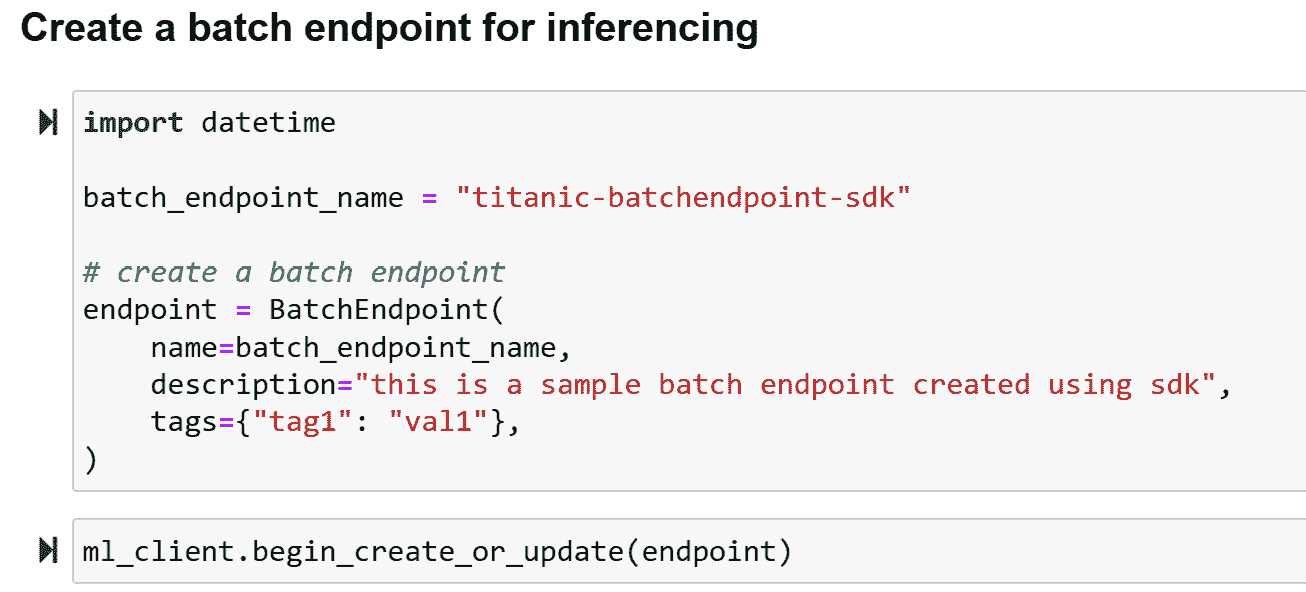 Create a batch endpoint for inferencing
import datetime
batch_endpoint_name = "titanic-batchendpoint-sdk"
# create a batch endpoint
endpoint = BatchEndpoint(
    name=batch_endpoint_name,
    description="this is a sample batch endpoint created using sdk",
    tags={"tag1": "val1"},
)
ml_client.begin_create_or_update(endpoint)